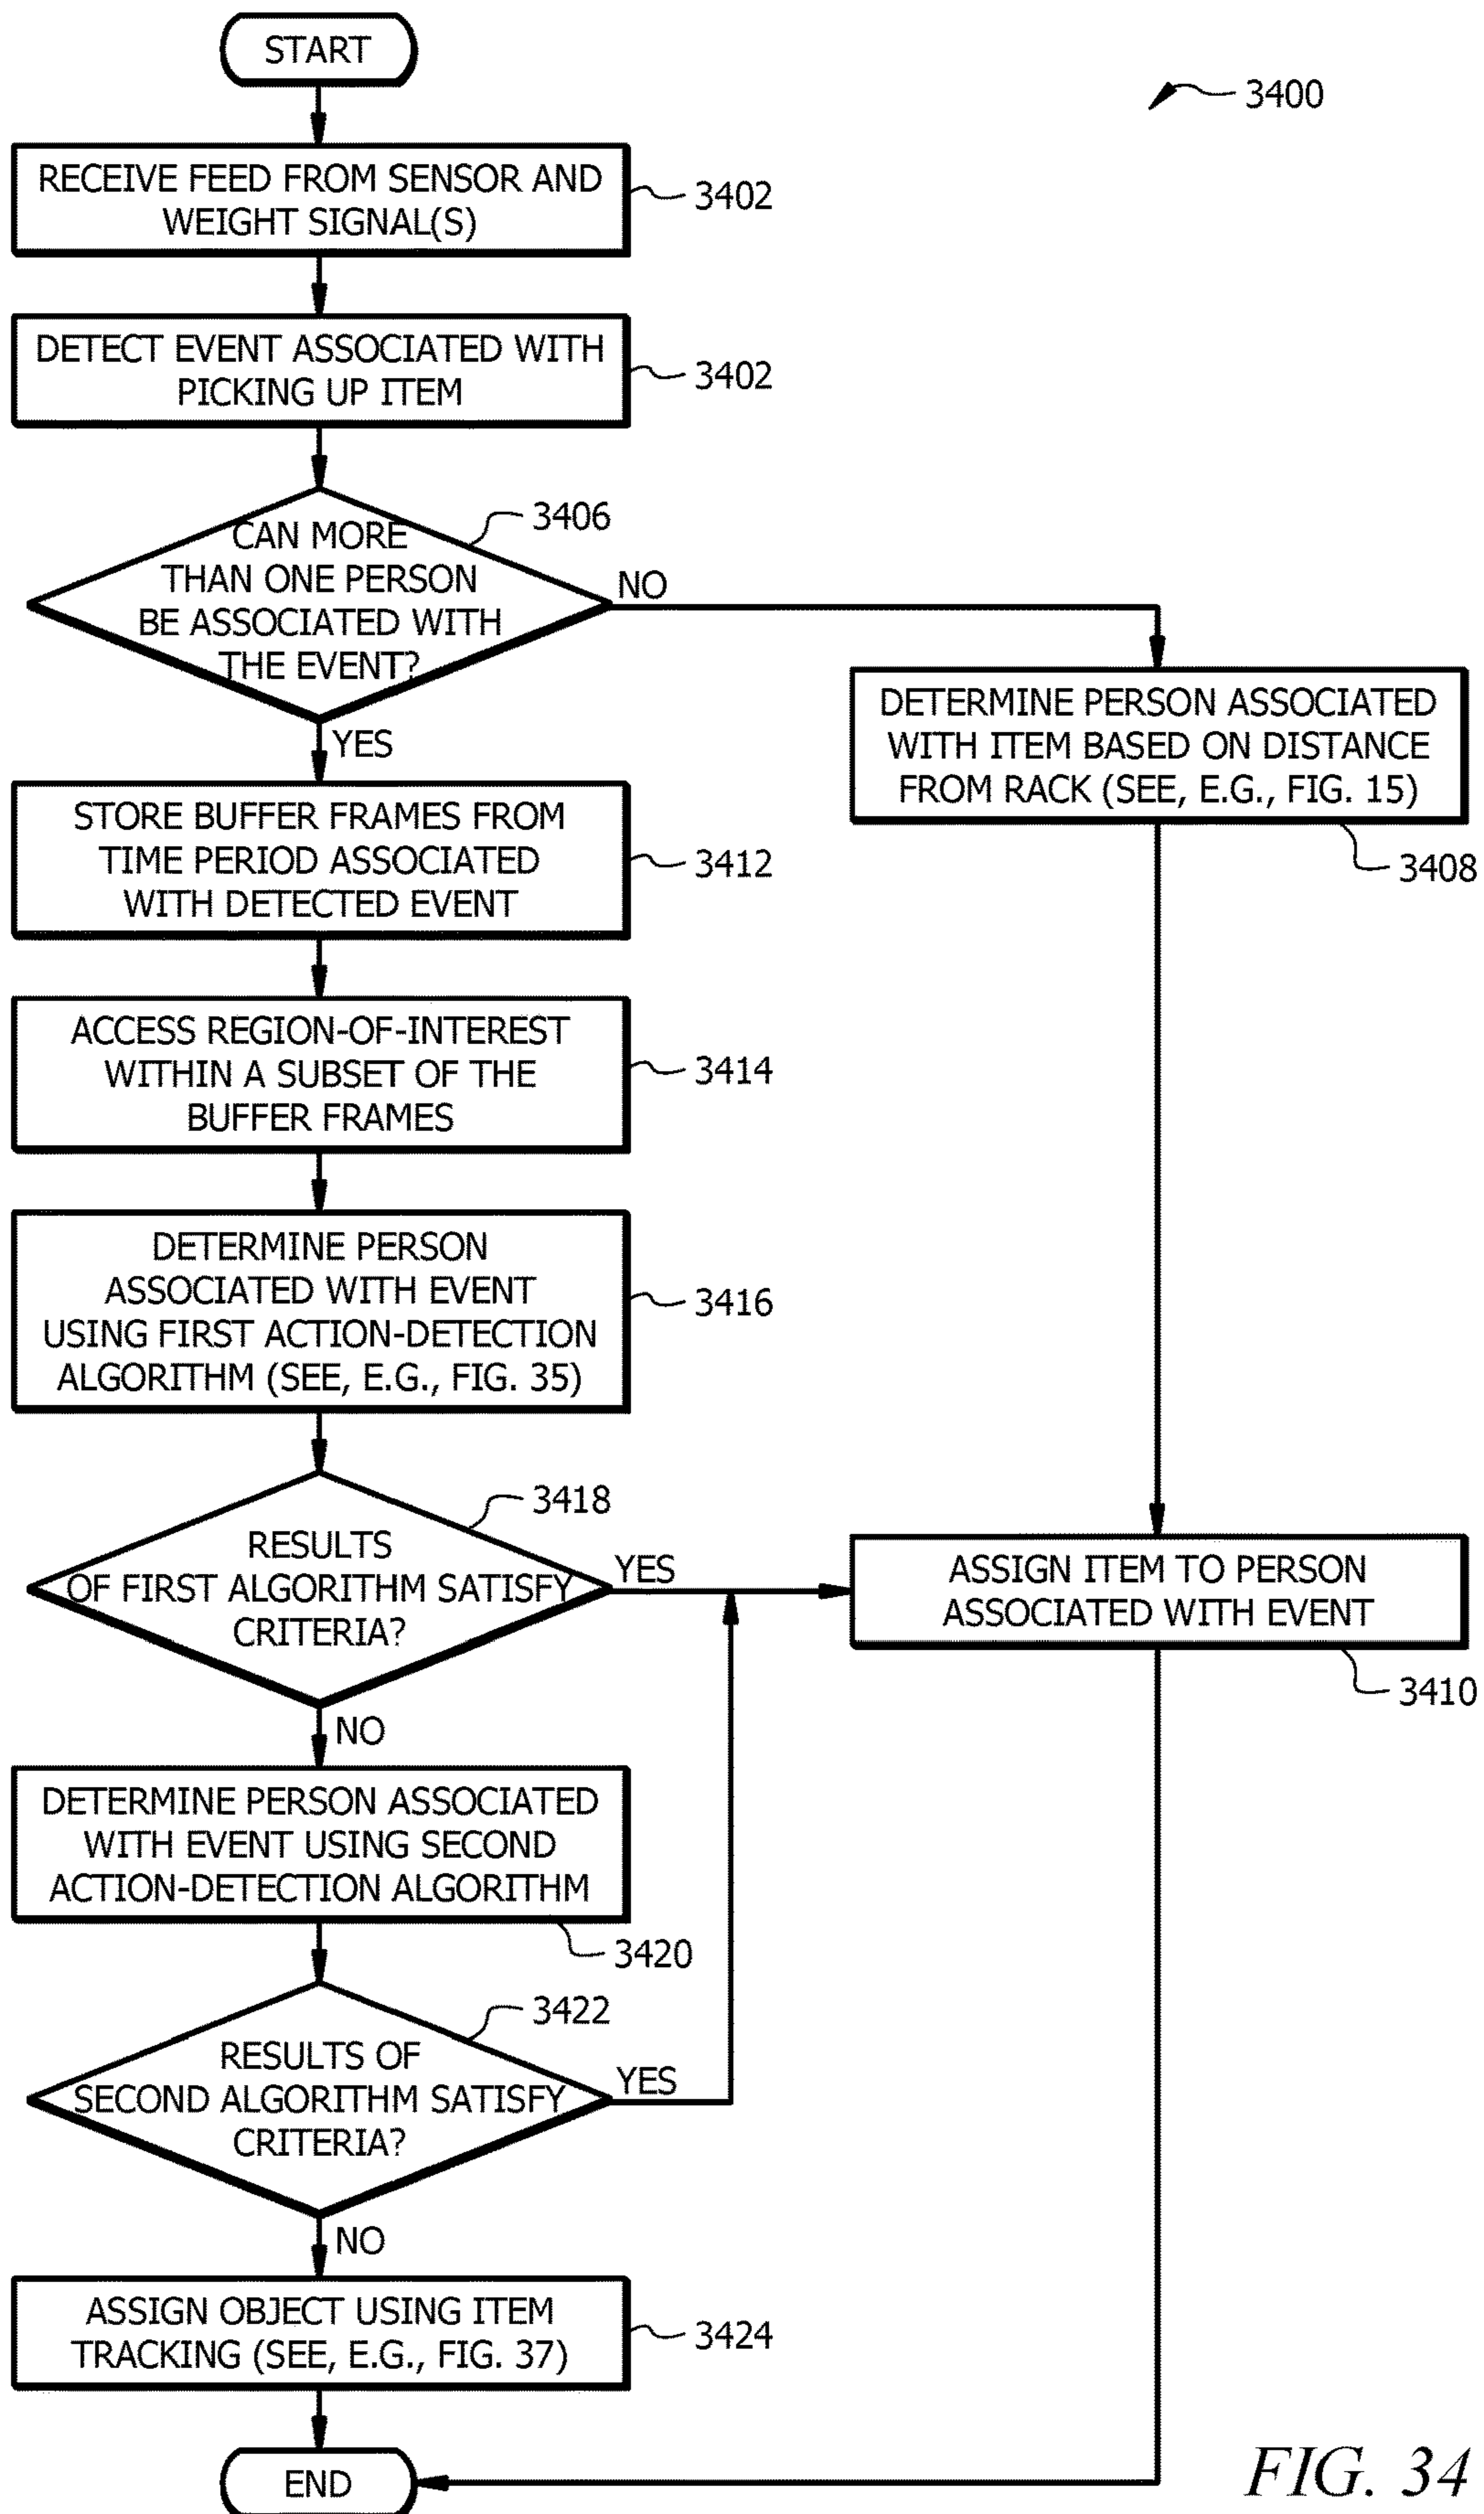 START
3400
RECEIVE FEED FROM SENSOR AND
WEIGHT SIGNAL(S)
3402
DETECT EVENT ASSOCIATED WITH
PICKING UP ITEM
3402
CAN MORE
THAN ONE PERSON
BE ASSOCIATED WITH
THE EVENT?
3406
NO
YES
DETERMINE PERSON ASSOCIATED
WITH ITEM BASED ON DISTANCE
FROM RACK (SEE, E.G., FIG. 15)
3408
STORE BUFFER FRAMES FROM
TIME PERIOD ASSOCIATED
WITH DETECTED EVENT
3412
ACCESS REGION-OF-INTEREST
WITHIN A SUBSET OF THE
BUFFER FRAMES
3414
DETERMINE PERSON
ASSOCIATED WITH EVENT
USING FIRST ACTION-DETECTION
ALGORITHM (SEE, E.G., FIG. 35)
3416
RESULTS
OF FIRST ALGORITHM SATISFY
CRITERIA?
3418
YES
NO
ASSIGN ITEM TO PERSON
ASSOCIATED WITH EVENT
3410
DETERMINE PERSON ASSOCIATED
WITH EVENT USING SECOND
ACTION-DETECTION ALGORITHM
3420
RESULTS OF
SECOND ALGORITHM SATISFY
CRITERIA?
3422
YES
NO
ASSIGN OBJECT USING ITEM
TRACKING (SEE, E.G., FIG. 37)
3424
END
FIG. 34